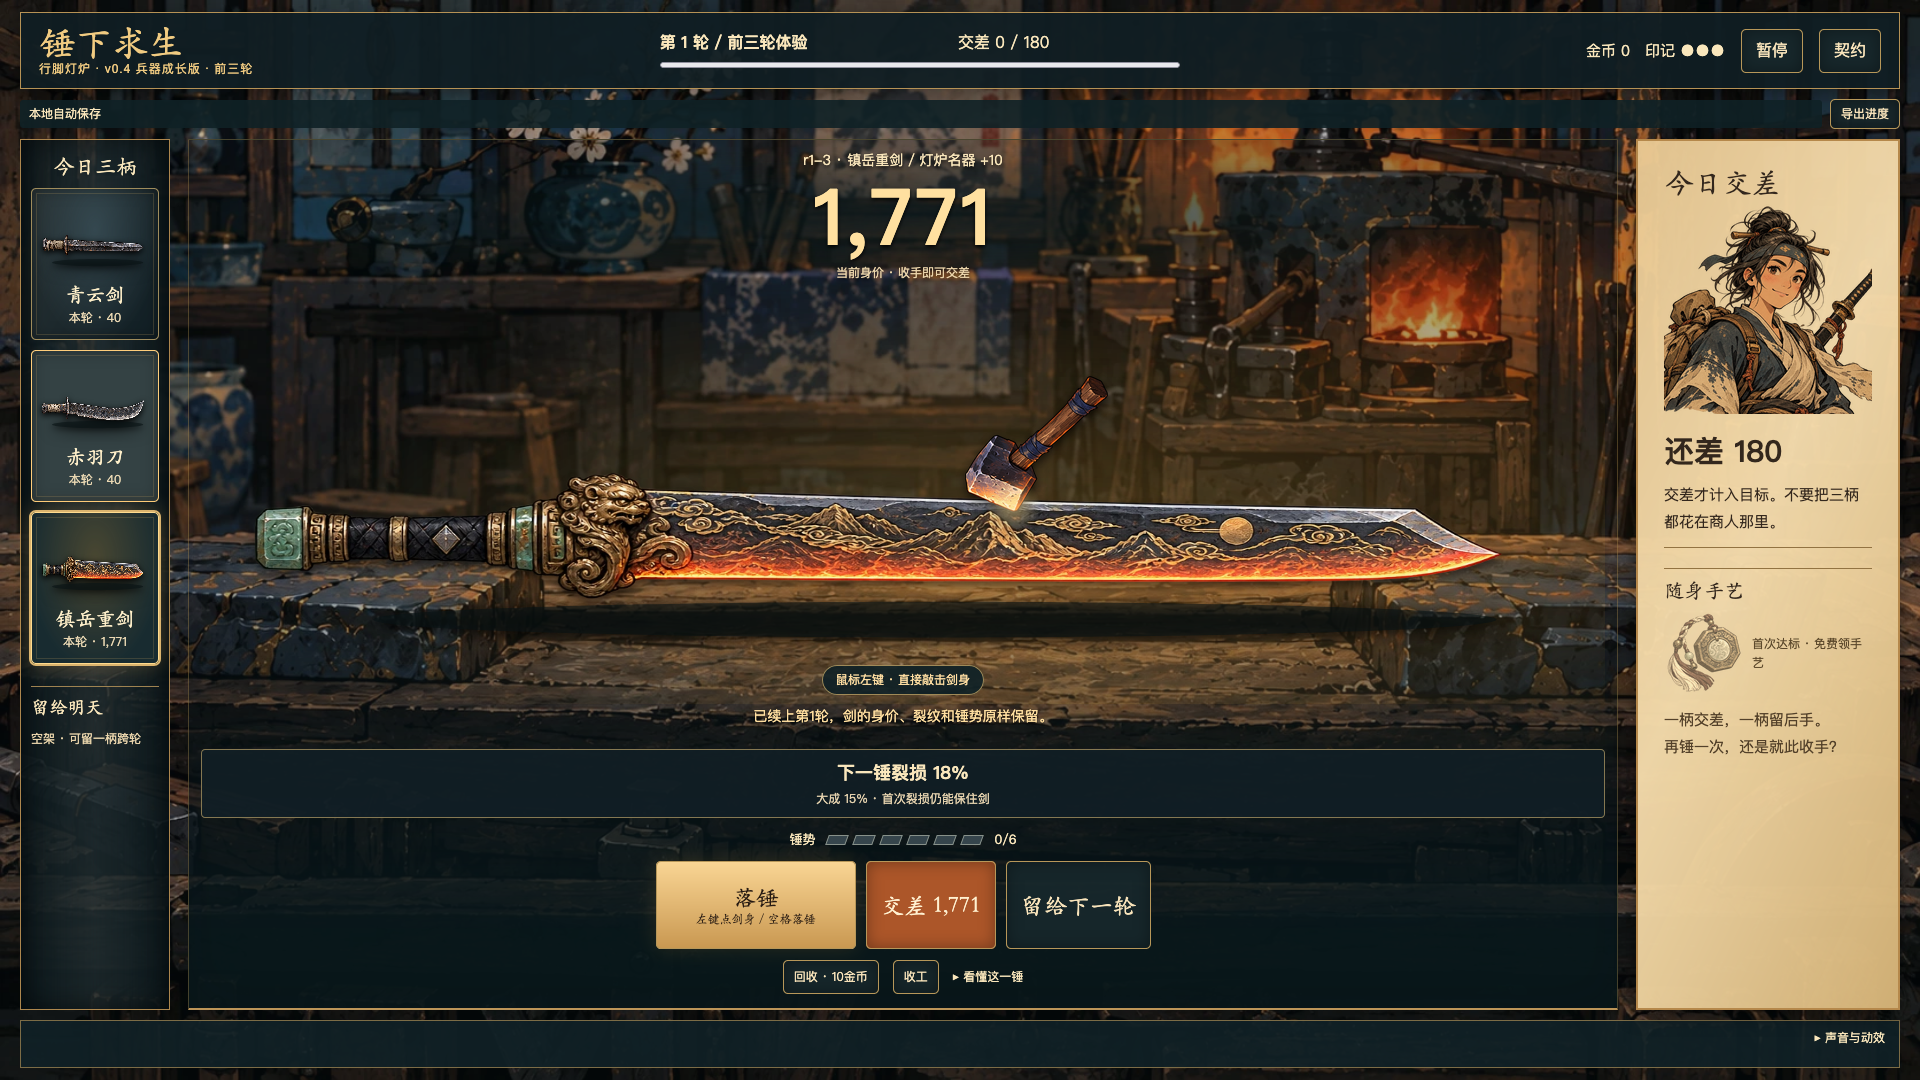 锤下求生
行脚灯炉 · v0.4 兵器成长版 · 前三轮
第 1 轮 / 前三轮体验
交差 0 / 180
金币 0
印记
暂停
契约
本地自动保存
导出进度
今日三柄
青云剑
本轮 · 40
赤羽刀
本轮 · 40
镇岳重剑
本轮 · 1,771
留给明天
空架 · 可留一柄跨轮
r1-3 · 镇岳重剑 / 灯炉名器 +10
1,771
当前身价 · 收手即可交差
鼠标左键 · 直接敲击剑身
已续上第1轮，剑的身价、裂纹和锤势原样保留。
下一锤裂损 18%
大成 15% · 首次裂损仍能保住剑
锤势
0/6
落锤
左键点剑身 / 空格落锤
交差 1,771
留给下一轮
回收 · 10金币
收工
▸ 看懂这一锤
今日交差
还差 180
交差才计入目标。不要把三柄
都花在商人那里。
随身手艺
首次达标 · 免费领手
艺
一柄交差，一柄留后手。
再锤一次，还是就此收手？
▸ 声音与动效